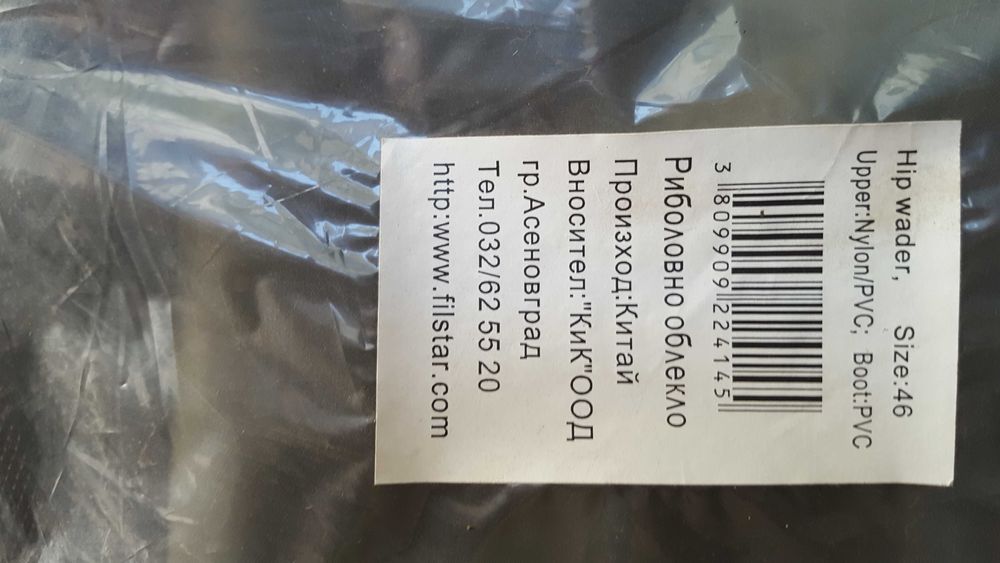 Hip wader, Size:46
Upper:Nylon/PVC; Boot:PVC
3 809909 224145
Риболовно облекло
Произход:Китай
Вносител:"КиК"ООД
гр.Асеновград
Тел.032/62 55 20
http:www.filstar.com